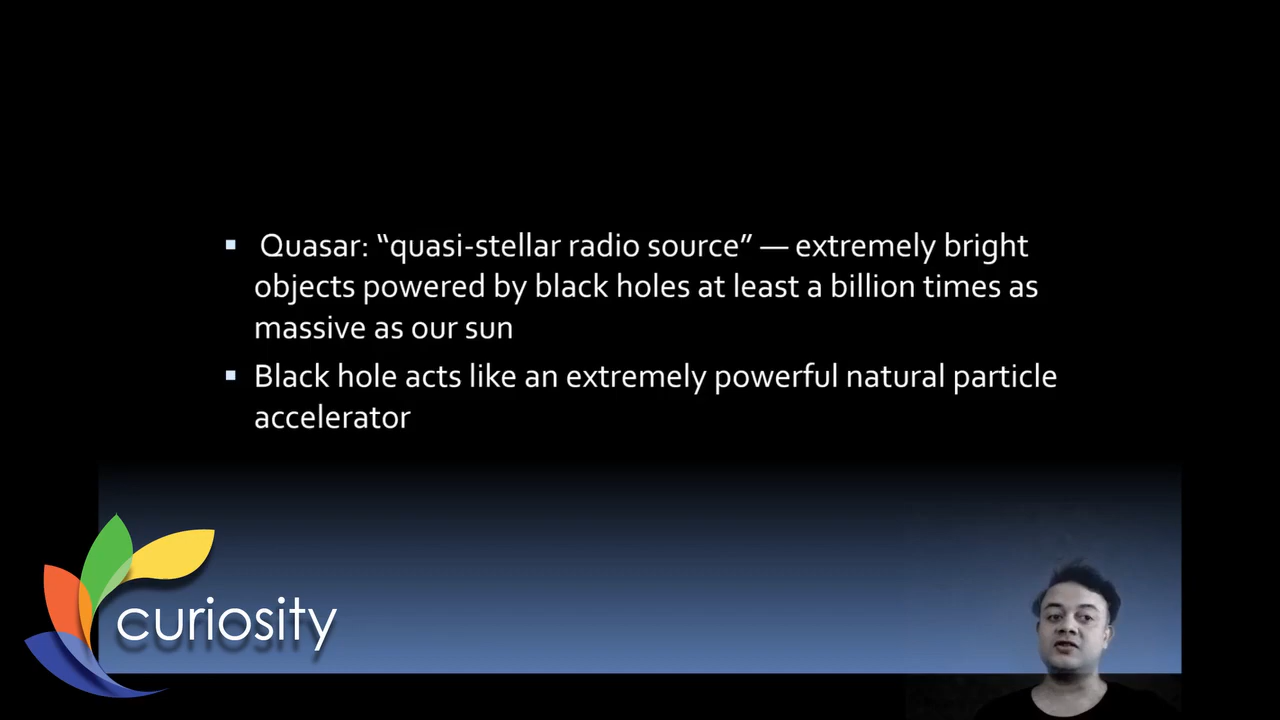 Quasar: “quasi-stellar radio source” — extremely bright
objects powered by black holes at least a billion times as
massive as our sun
Black hole acts like an extremely powerful natural particle
accelerator
curiosity